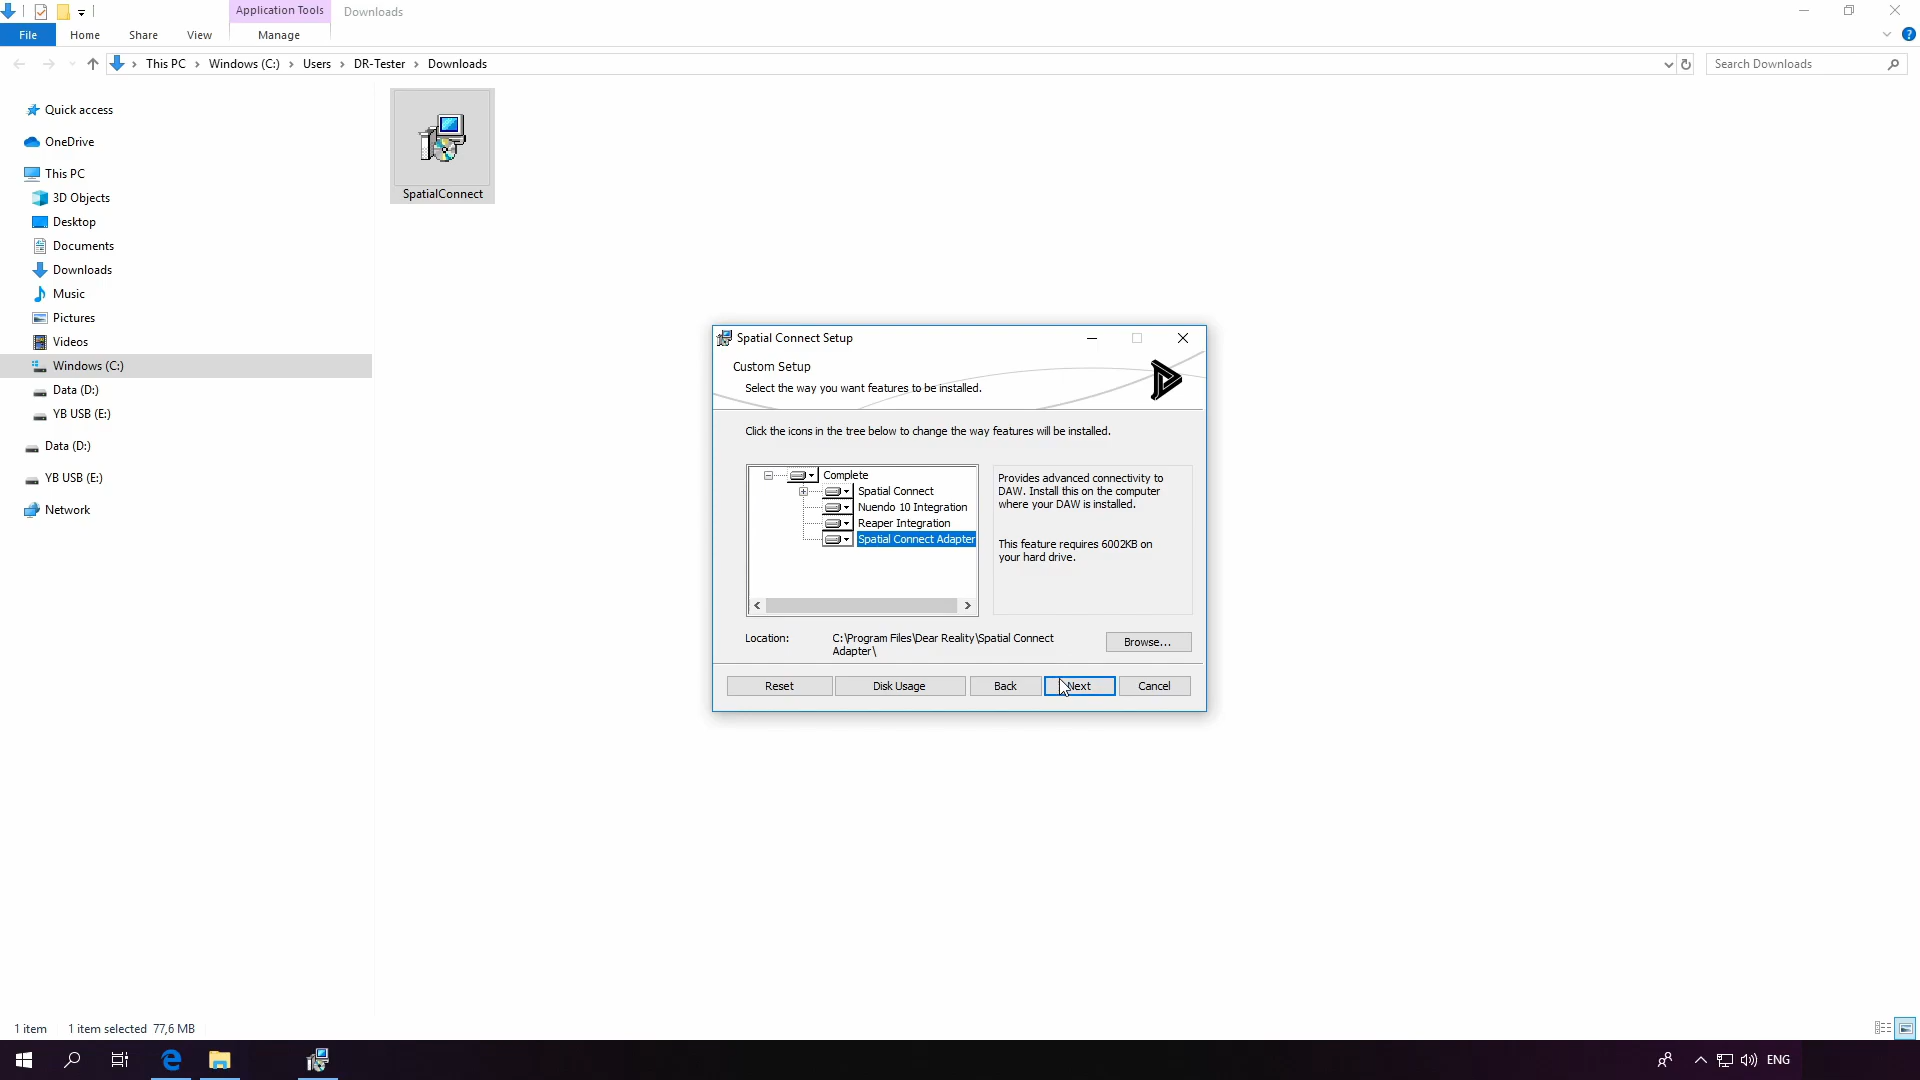 Application Tools
Downloads
File
Home
Share
View
Manage
This PC
Windows (C:)
Users
DR-Tester
Downloads
Search Downloads
Quick access
OneDrive
This PC
3D Objects
Desktop
Documents
Downloads
Music
Pictures
Videos
Windows (C:)
Data (D:)
YB USB (E:)
Data (D:)
YB USB (E:)
Network
SpatialConnect
Spatial Connect Setup
Custom Setup
Select the way you want features to be installed.
Click the icons in the tree below to change the way features will be installed.
Complete
Spatial Connect
Nuendo 10 Integration
Reaper Integration
Spatial Connect Adapter
Provides advanced connectivity to
DAW. Install this on the computer
where your DAW is installed.
This feature requires 6002KB on
your hard drive.
Location:
C:\Program Files\Dear Reality\Spatial Connect
Adapter\
Browse...
Reset
Disk Usage
Back
Next
Cancel
1 item
1 item selected 77,6 MB
ENG